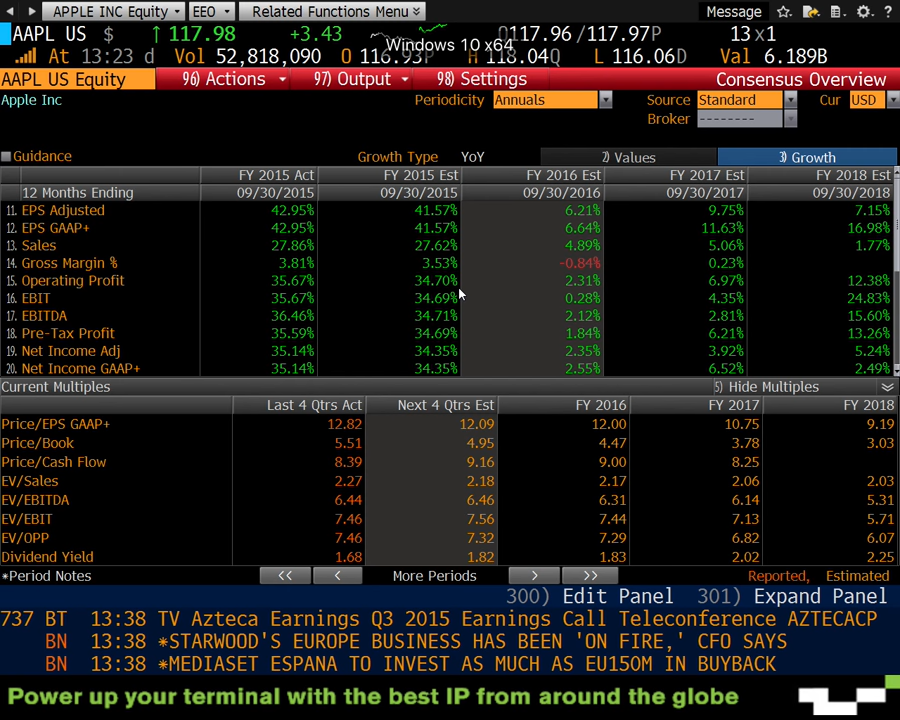 APPLE INC Equity EEO Related Functions Menu Message
AAPL US $ 117.98 +3.43 117.96 /117.97P 13x1
Windows 10 x64
At 13:23 d Vol 52,818,090 O 116.93P H 118.04Q L 116.06D Val 6.189B
AAPL US Equity 96) Actions 97) Output 98) Settings Consensus Overview
Apple Inc Periodicity Annuals Source Standard Cur USD
Broker --------
Guidance Growth Type YoY 2) Values 3) Growth
FY 2015 Act FY 2015 Est FY 2016 Est FY 2017 Est FY 2018 Est
12 Months Ending 09/30/2015 09/30/2015 09/30/2016 09/30/2017 09/30/2018
11. EPS Adjusted 42.95% 41.57% 6.21% 9.75% 7.15%
12. EPS GAAP+ 42.95% 41.57% 6.64% 11.63% 16.98%
13. Sales 27.86% 27.62% 4.89% 5.06% 1.77%
14. Gross Margin % 3.81% 3.53% -0.84% 0.23%
15. Operating Profit 35.67% 34.70% 2.31% 6.97% 12.38%
16. EBIT 35.67% 34.69% 0.28% 4.35% 24.83%
17. EBITDA 36.46% 34.71% 2.12% 2.81% 15.60%
18. Pre-Tax Profit 35.59% 34.69% 1.84% 6.21% 13.26%
19. Net Income Adj 35.14% 34.35% 2.35% 3.92% 5.24%
20. Net Income GAAP+ 35.14% 34.35% 2.55% 6.52% 2.49%
Current Multiples 5) Hide Multiples
Last 4 Qtrs Act Next 4 Qtrs Est FY 2016 FY 2017 FY 2018
Price/EPS GAAP+ 12.82 12.09 12.00 10.75 9.19
Price/Book 5.51 4.95 4.47 3.78 3.03
Price/Cash Flow 8.39 9.16 9.00 8.25
EV/Sales 2.27 2.18 2.17 2.06 2.03
EV/EBITDA 6.44 6.46 6.31 6.14 5.31
EV/EBIT 7.46 7.56 7.44 7.13 5.71
EV/OPP 7.46 7.32 7.29 6.82 6.07
Dividend Yield 1.68 1.82 1.83 2.02 2.25
*Period Notes << < More Periods > >> Reported, Estimated
300) Edit Panel 301) Expand Panel
737 BT 13:38 TV Azteca Earnings Q3 2015 Earnings Call Teleconference AZTECACP
BN 13:38 *STARWOOD'S EUROPE BUSINESS HAS BEEN 'ON FIRE,' CFO SAYS
BN 13:38 *MEDIASET ESPANA TO INVEST AS MUCH AS EU150M IN BUYBACK
Power up your terminal with the best IP from around the globe